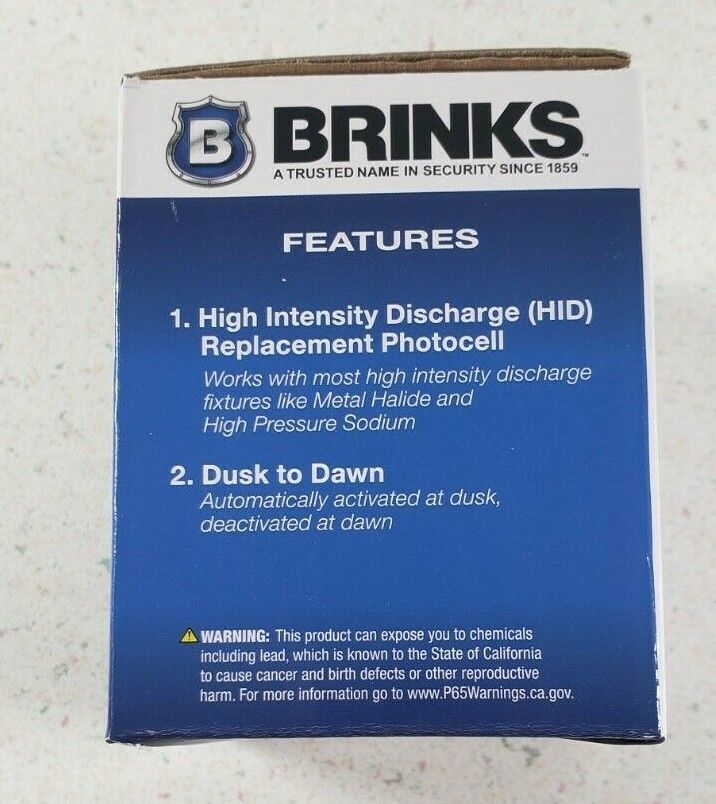 B BRINKS™
A TRUSTED NAME IN SECURITY SINCE 1859
FEATURES
1. High Intensity Discharge (HID)
Replacement Photocell
Works with most high intensity discharge
fixtures like Metal Halide and
High Pressure Sodium
2. Dusk to Dawn
Automatically activated at dusk,
deactivated at dawn
WARNING: This product can expose you to chemicals
including lead, which is known to the State of California
to cause cancer and birth defects or other reproductive
harm. For more information go to www.P65Warnings.ca.gov.